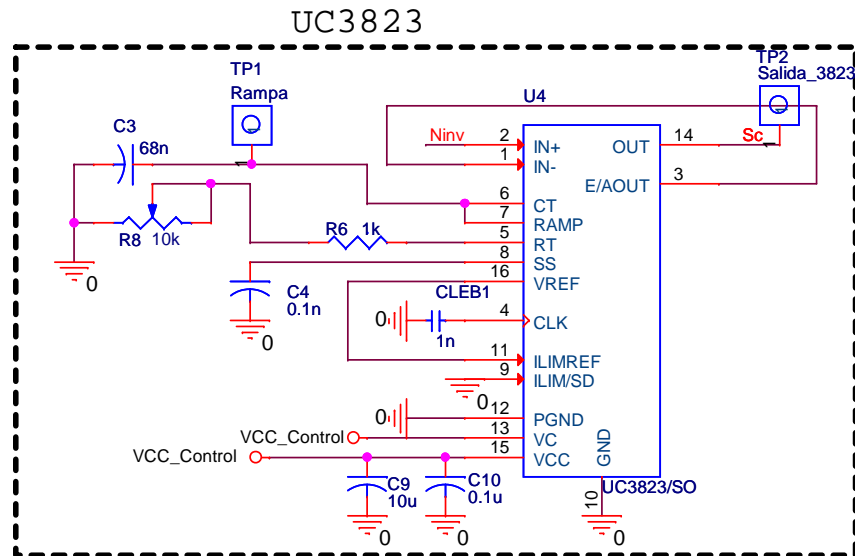 UC3823
TP1
Rampa
1
C3
68n
R8
10k
0
R6
1k
C4
0.1n
0
CLEB1
0
1n
TP2
Salida_3823
1
U4
Ninv
Sc
2
IN+
1
IN-
6
CT
7
RAMP
5
RT
8
SS
16
VREF
4
CLK
11
ILIMREF
9
ILIM/SD
0
12
PGND
0
13
VC
15
VCC
OUT
14
E/AOUT
3
GND
10
UC3823/SO
0
VCC_Control
VCC_Control
C9
10u
0
C10
0.1u
0